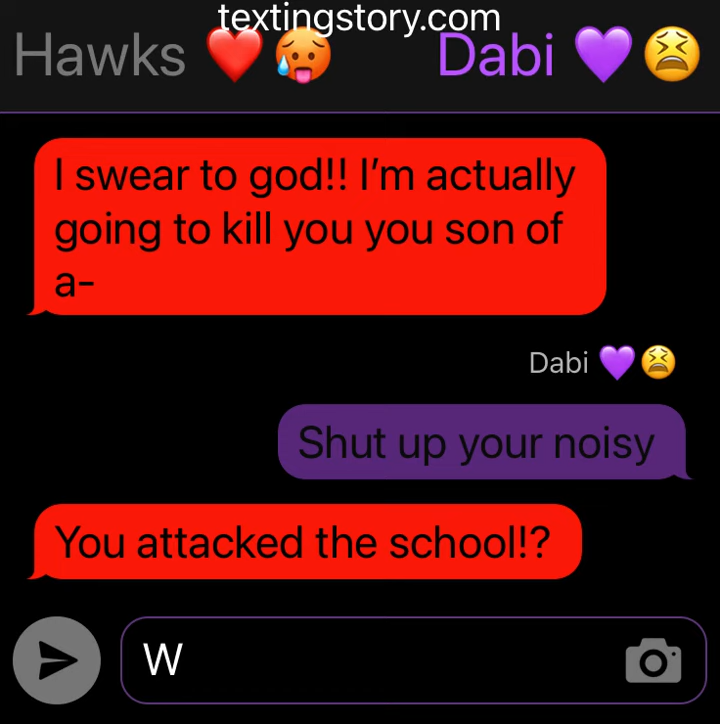 textingstory.com
Hawks ❤️🥵 Dabi 💜😫
I swear to god!! I’m actually
going to kill you you son of
a-
Dabi 💜😫
Shut up your noisy
You attacked the school!?
W